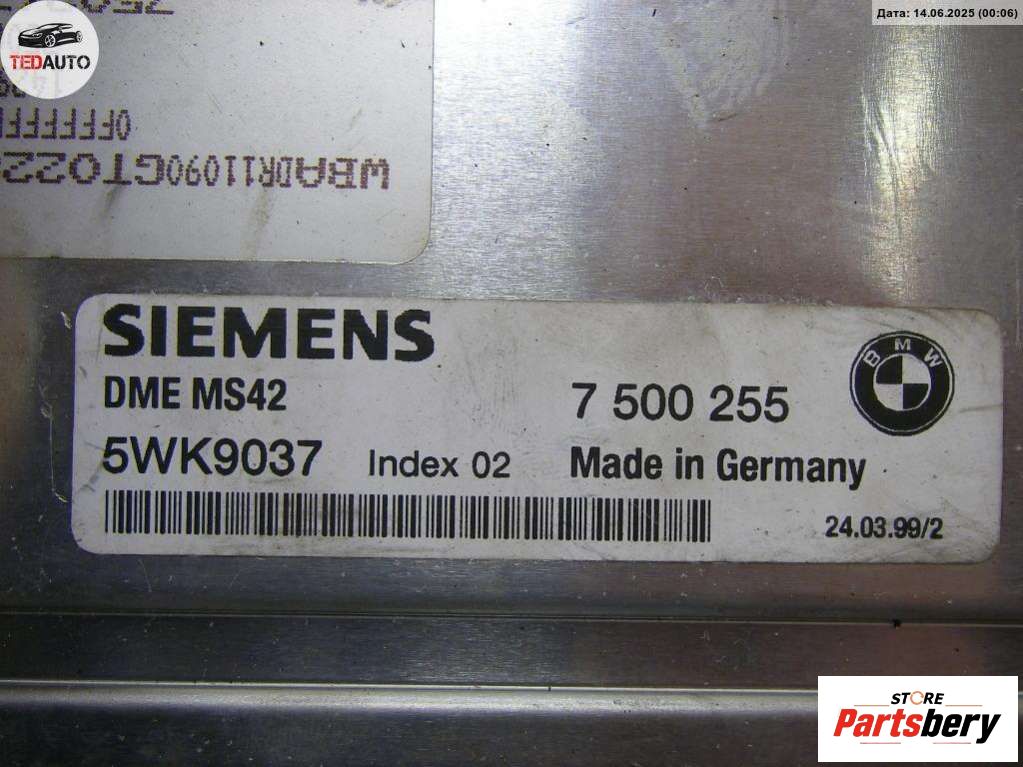 Дата: 14.06.2025 (00:06)
TEDAUTO
WBADR11090GT022
SIEMENS
DME MS42
7 500 255
BMW
5WK9037
Index 02
Made in Germany
24.03.99/2
STORE
Partsbery